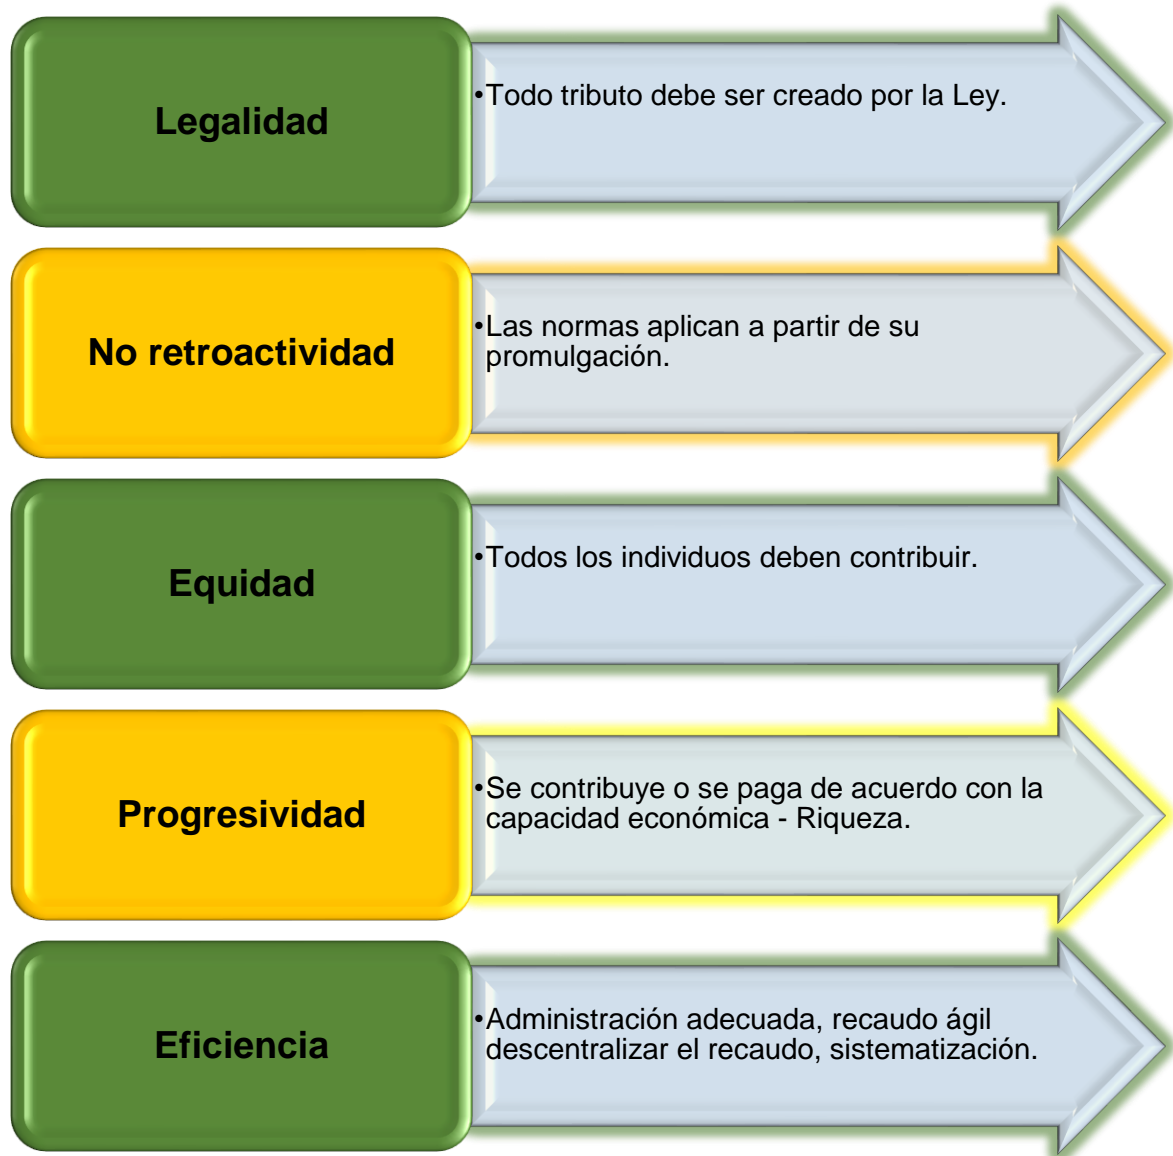 Legalidad
•Todo tributo debe ser creado por la Ley.
No retroactividad
•Las normas aplican a partir de su
promulgación.
Equidad
•Todos los individuos deben contribuir.
Progresividad
•Se contribuye o se paga de acuerdo con la
capacidad económica - Riqueza.
Eficiencia
•Administración adecuada, recaudo ágil
descentralizar el recaudo, sistematización.